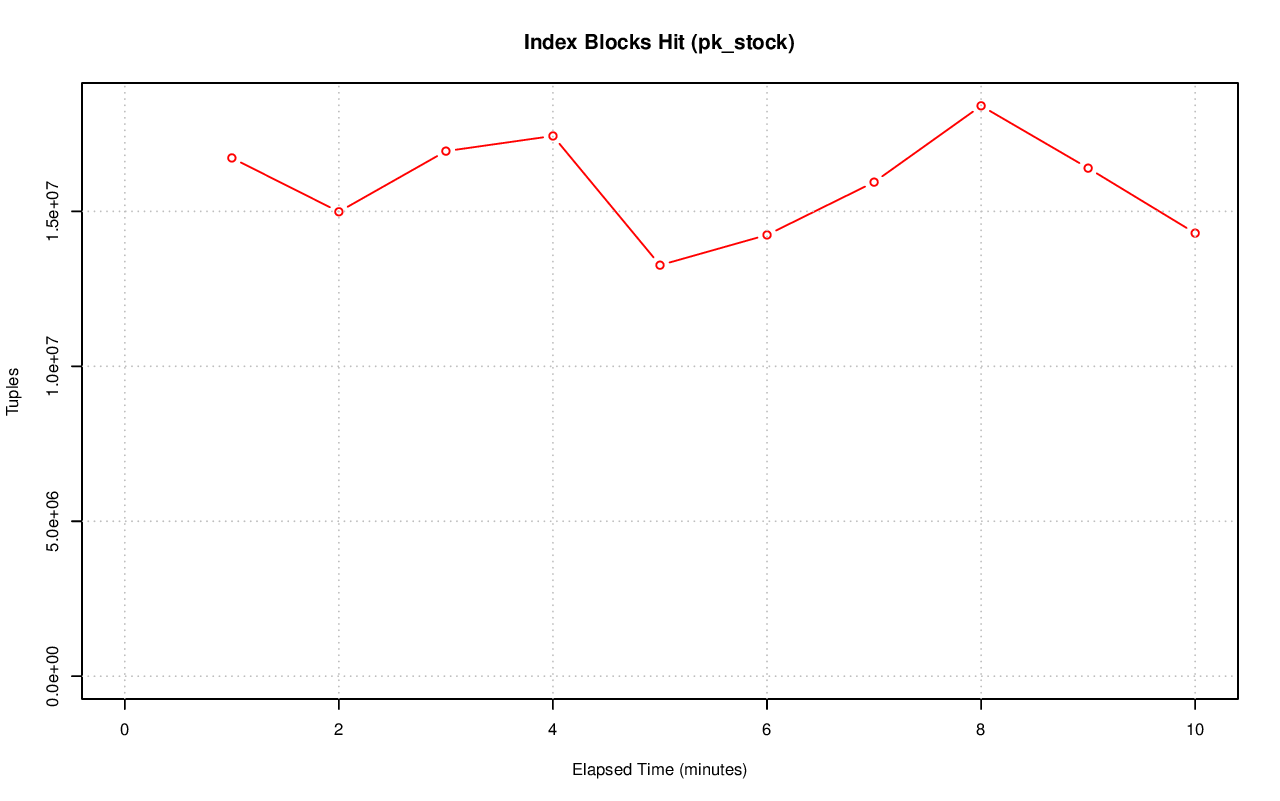 Index Blocks Hit (pk_stock)
Tuples
1.5e+07
1.0e+07
5.0e+06
0.0e+00
0 2 4 6 8 10
Elapsed Time (minutes)